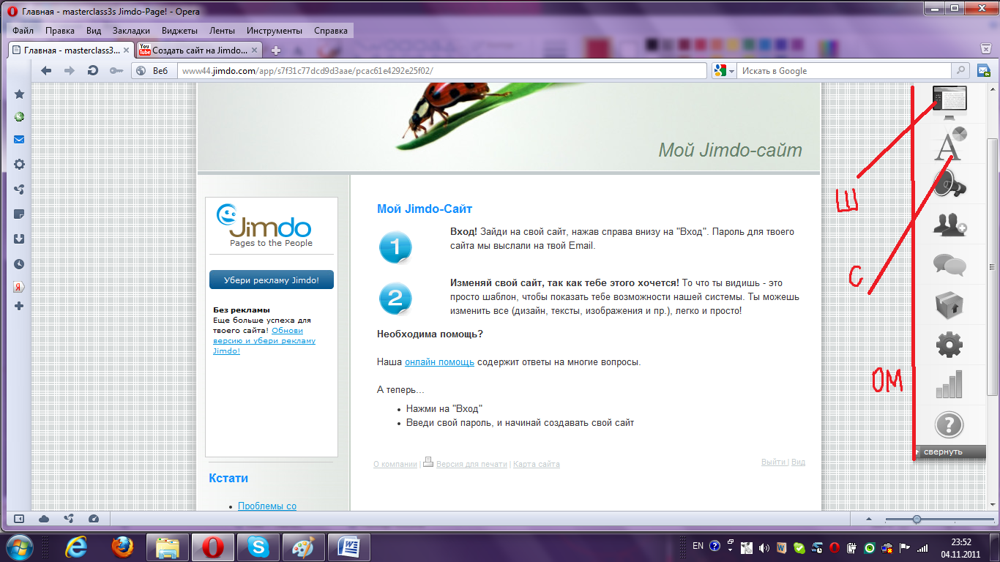 Главная - masterclass3s Jimdo-Page! - Opera
Файл Правка Вид Закладки Виджеты Ленты Инструменты Справка
Главная - masterclass3... You Tube Создать сайт на Jimdo...
Веб www44.jimdo.com/app/s7f31c77dcd9d3aae/pcac61e4292e25f02/ Искать в Google
Мой Jimdo-сайт
Ш
С
ОМ
свернуть
Jimdo
Pages to the People
Убери рекламу Jimdo!
Без рекламы
Еще больше успеха для
твоего сайта! Обнови
версию и убери рекламу
Jimdo!
Кстати
Проблемы со
Мой Jimdo-Сайт
1 Вход! Зайди на свой сайт, нажав справа внизу на "Вход". Пароль для твоего
сайта мы выслали на твой Email.
2 Изменяй свой сайт, так как тебе этого хочется! То что ты видишь - это
просто шаблон, чтобы показать тебе возможности нашей системы. Ты можешь
изменить все (дизайн, тексты, изображения и пр.), легко и просто!
Необходима помощь?
Наша онлайн помощь содержит ответы на многие вопросы.
А теперь...
Нажми на "Вход"
Введи свой пароль, и начинай создавать свой сайт
О компании | Версия для печати | Карта сайта
Выйти | Вид
EN 23:52
04.11.2011